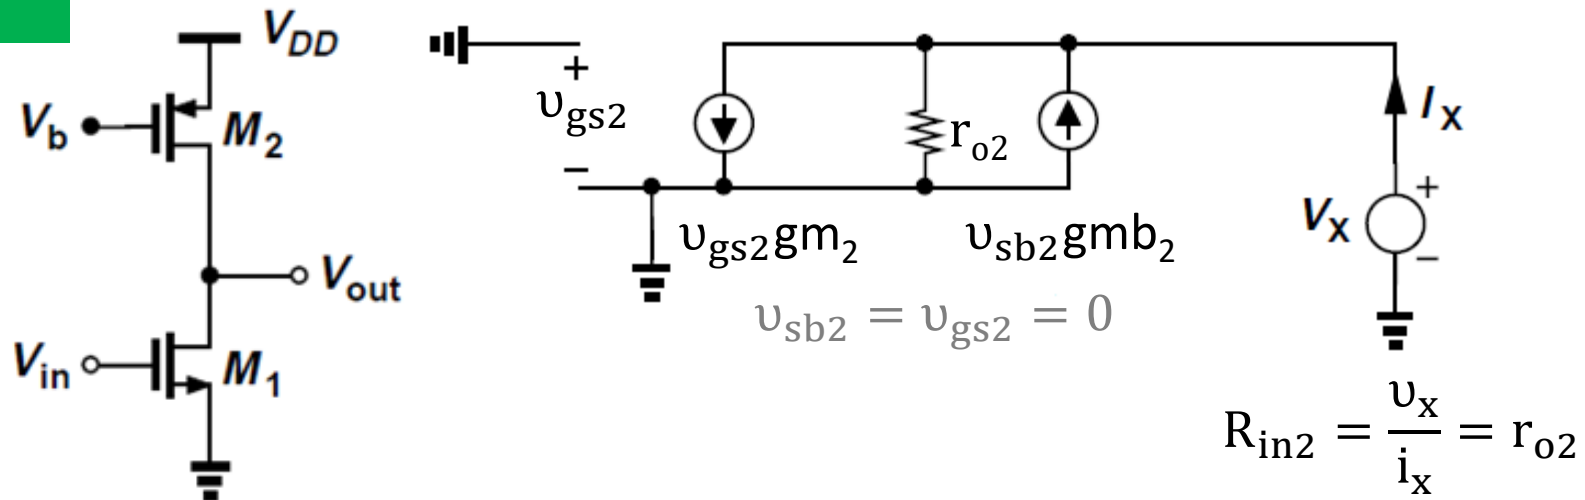 V_DD
V_b
M_2
V_out
V_in
M_1
+
υ_gs2
−
r_o2
I_X
υ_gs2gm_2
υ_sb2gmb_2
V_X
+
−
υ_sb2 = υ_gs2 = 0
R_in2 = υ_x / i_x = r_o2